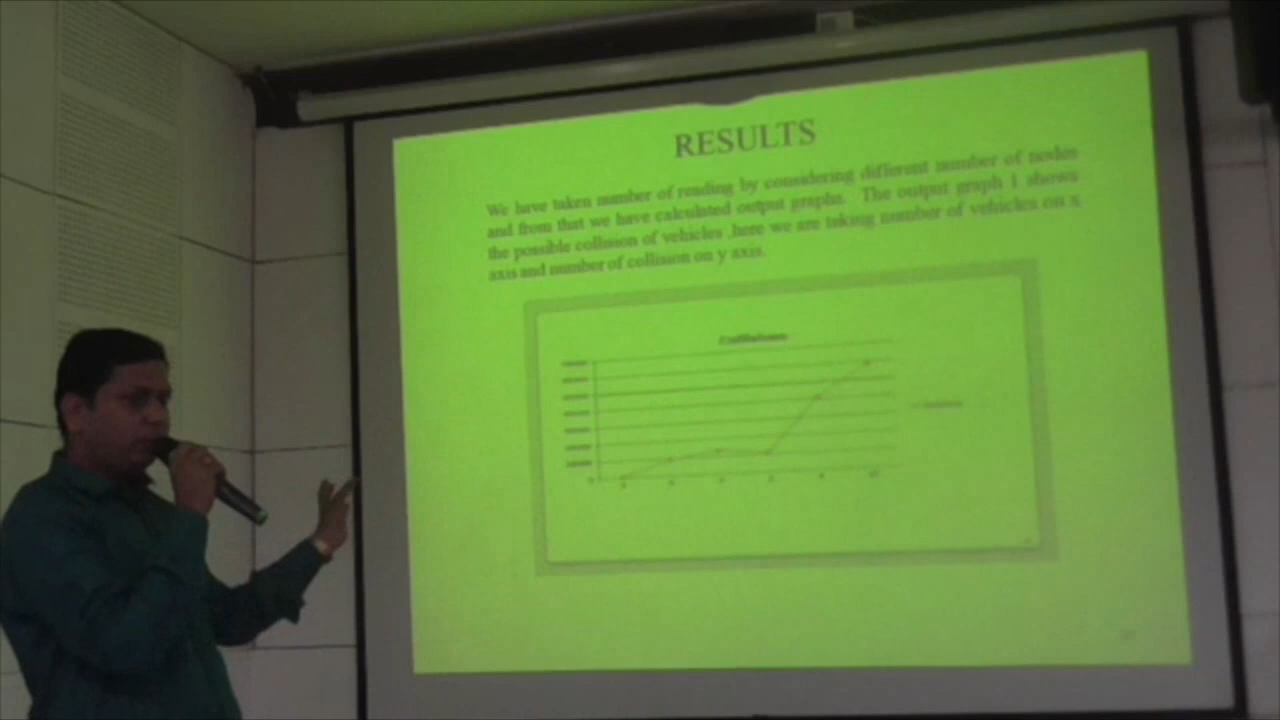 RESULTS
We have taken number of reading by considering different number of nodes
and from that we have calculated output graphs. The output graph 1 shows
the possible collision of vehicles ,here we are taking number of vehicles on x
axis and number of collision on y axis.
Collisions